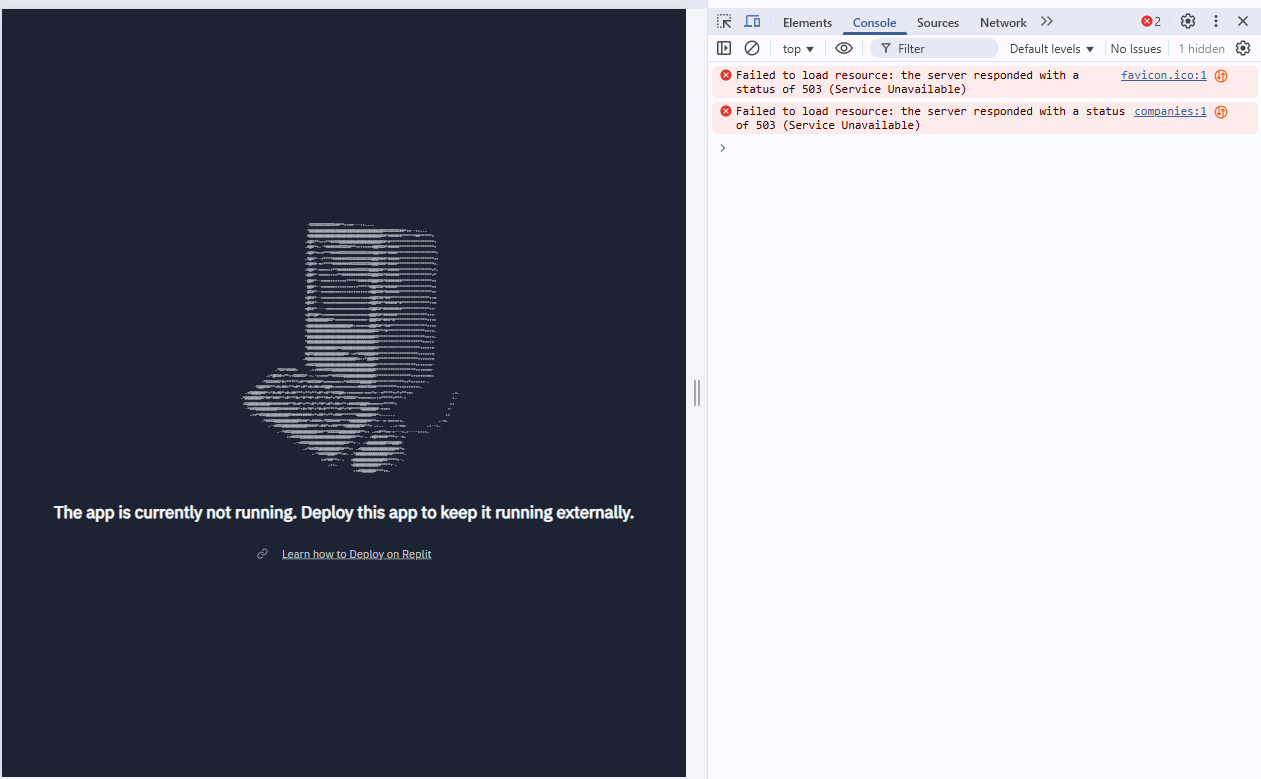 The app is currently not running. Deploy this app to keep it running externally.
Learn how to Deploy on Replit
Elements Console Sources Network 2
top Filter Default levels No Issues 1 hidden
Failed to load resource: the server responded with a favicon.ico:1
status of 503 (Service Unavailable)
Failed to load resource: the server responded with a status companies:1
of 503 (Service Unavailable)